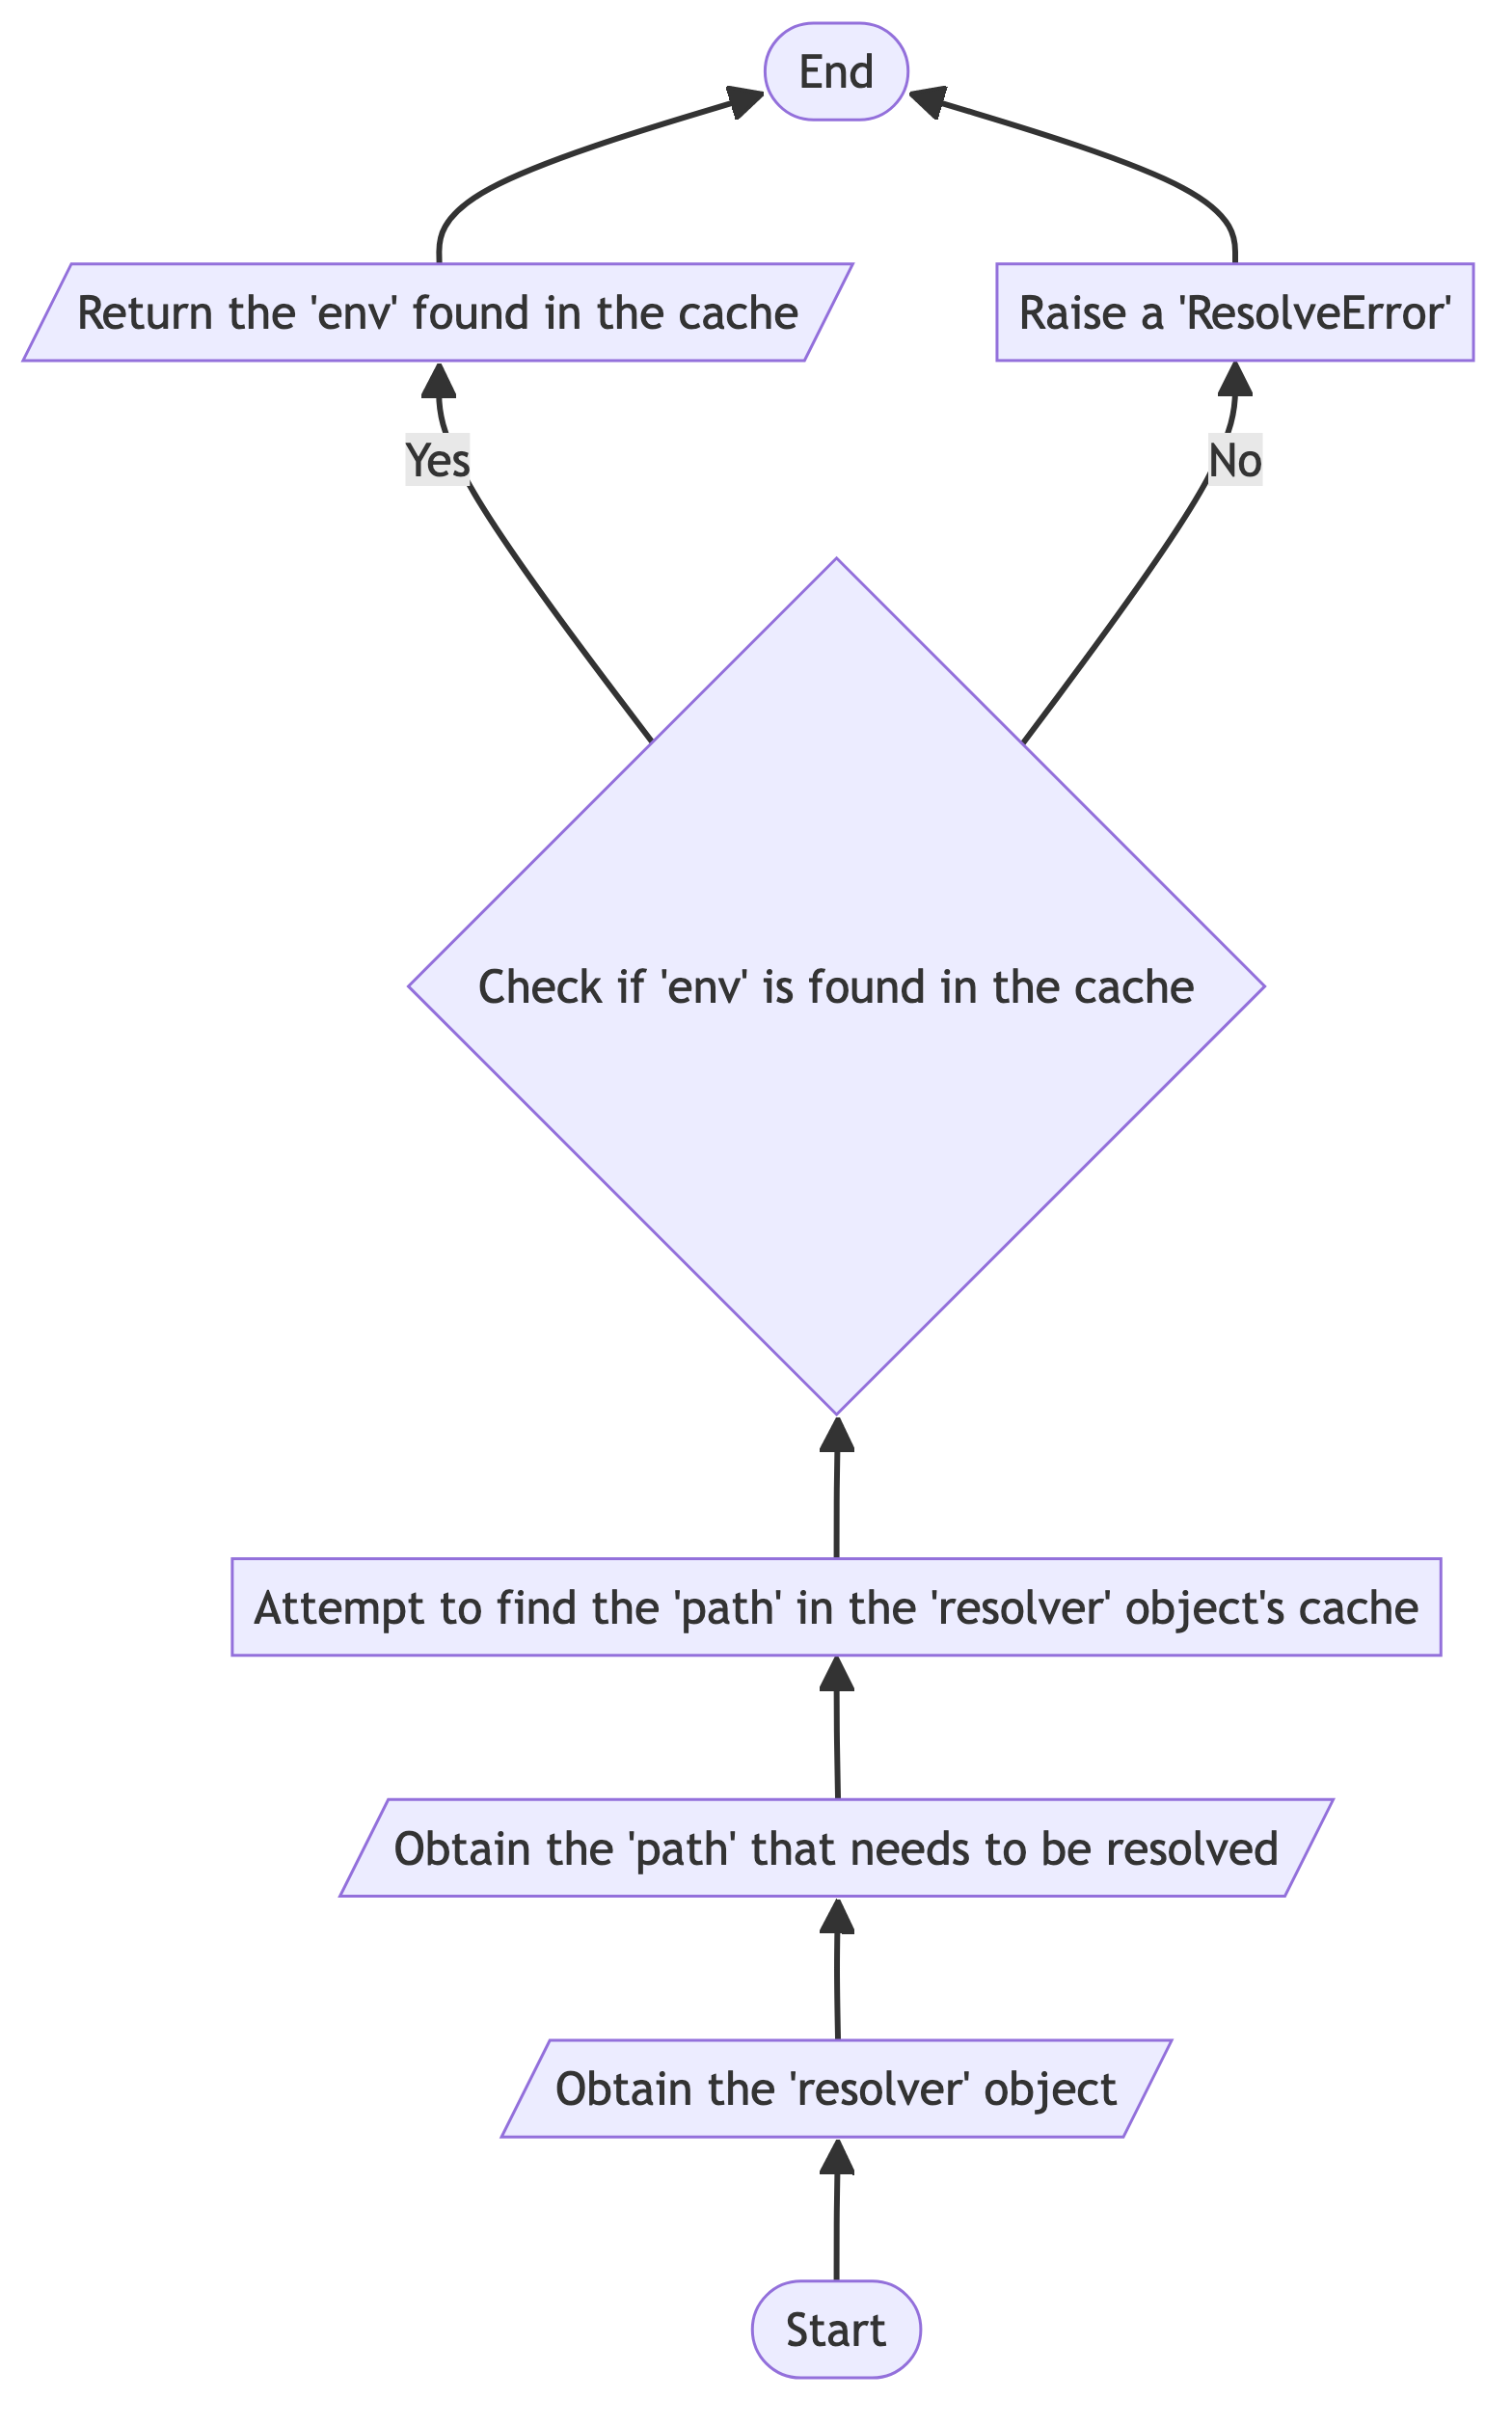 End
Return the 'env' found in the cache
Raise a 'ResolveError'
Yes
No
Check if 'env' is found in the cache
Attempt to find the 'path' in the 'resolver' object's cache
Obtain the 'path' that needs to be resolved
Obtain the 'resolver' object
Start